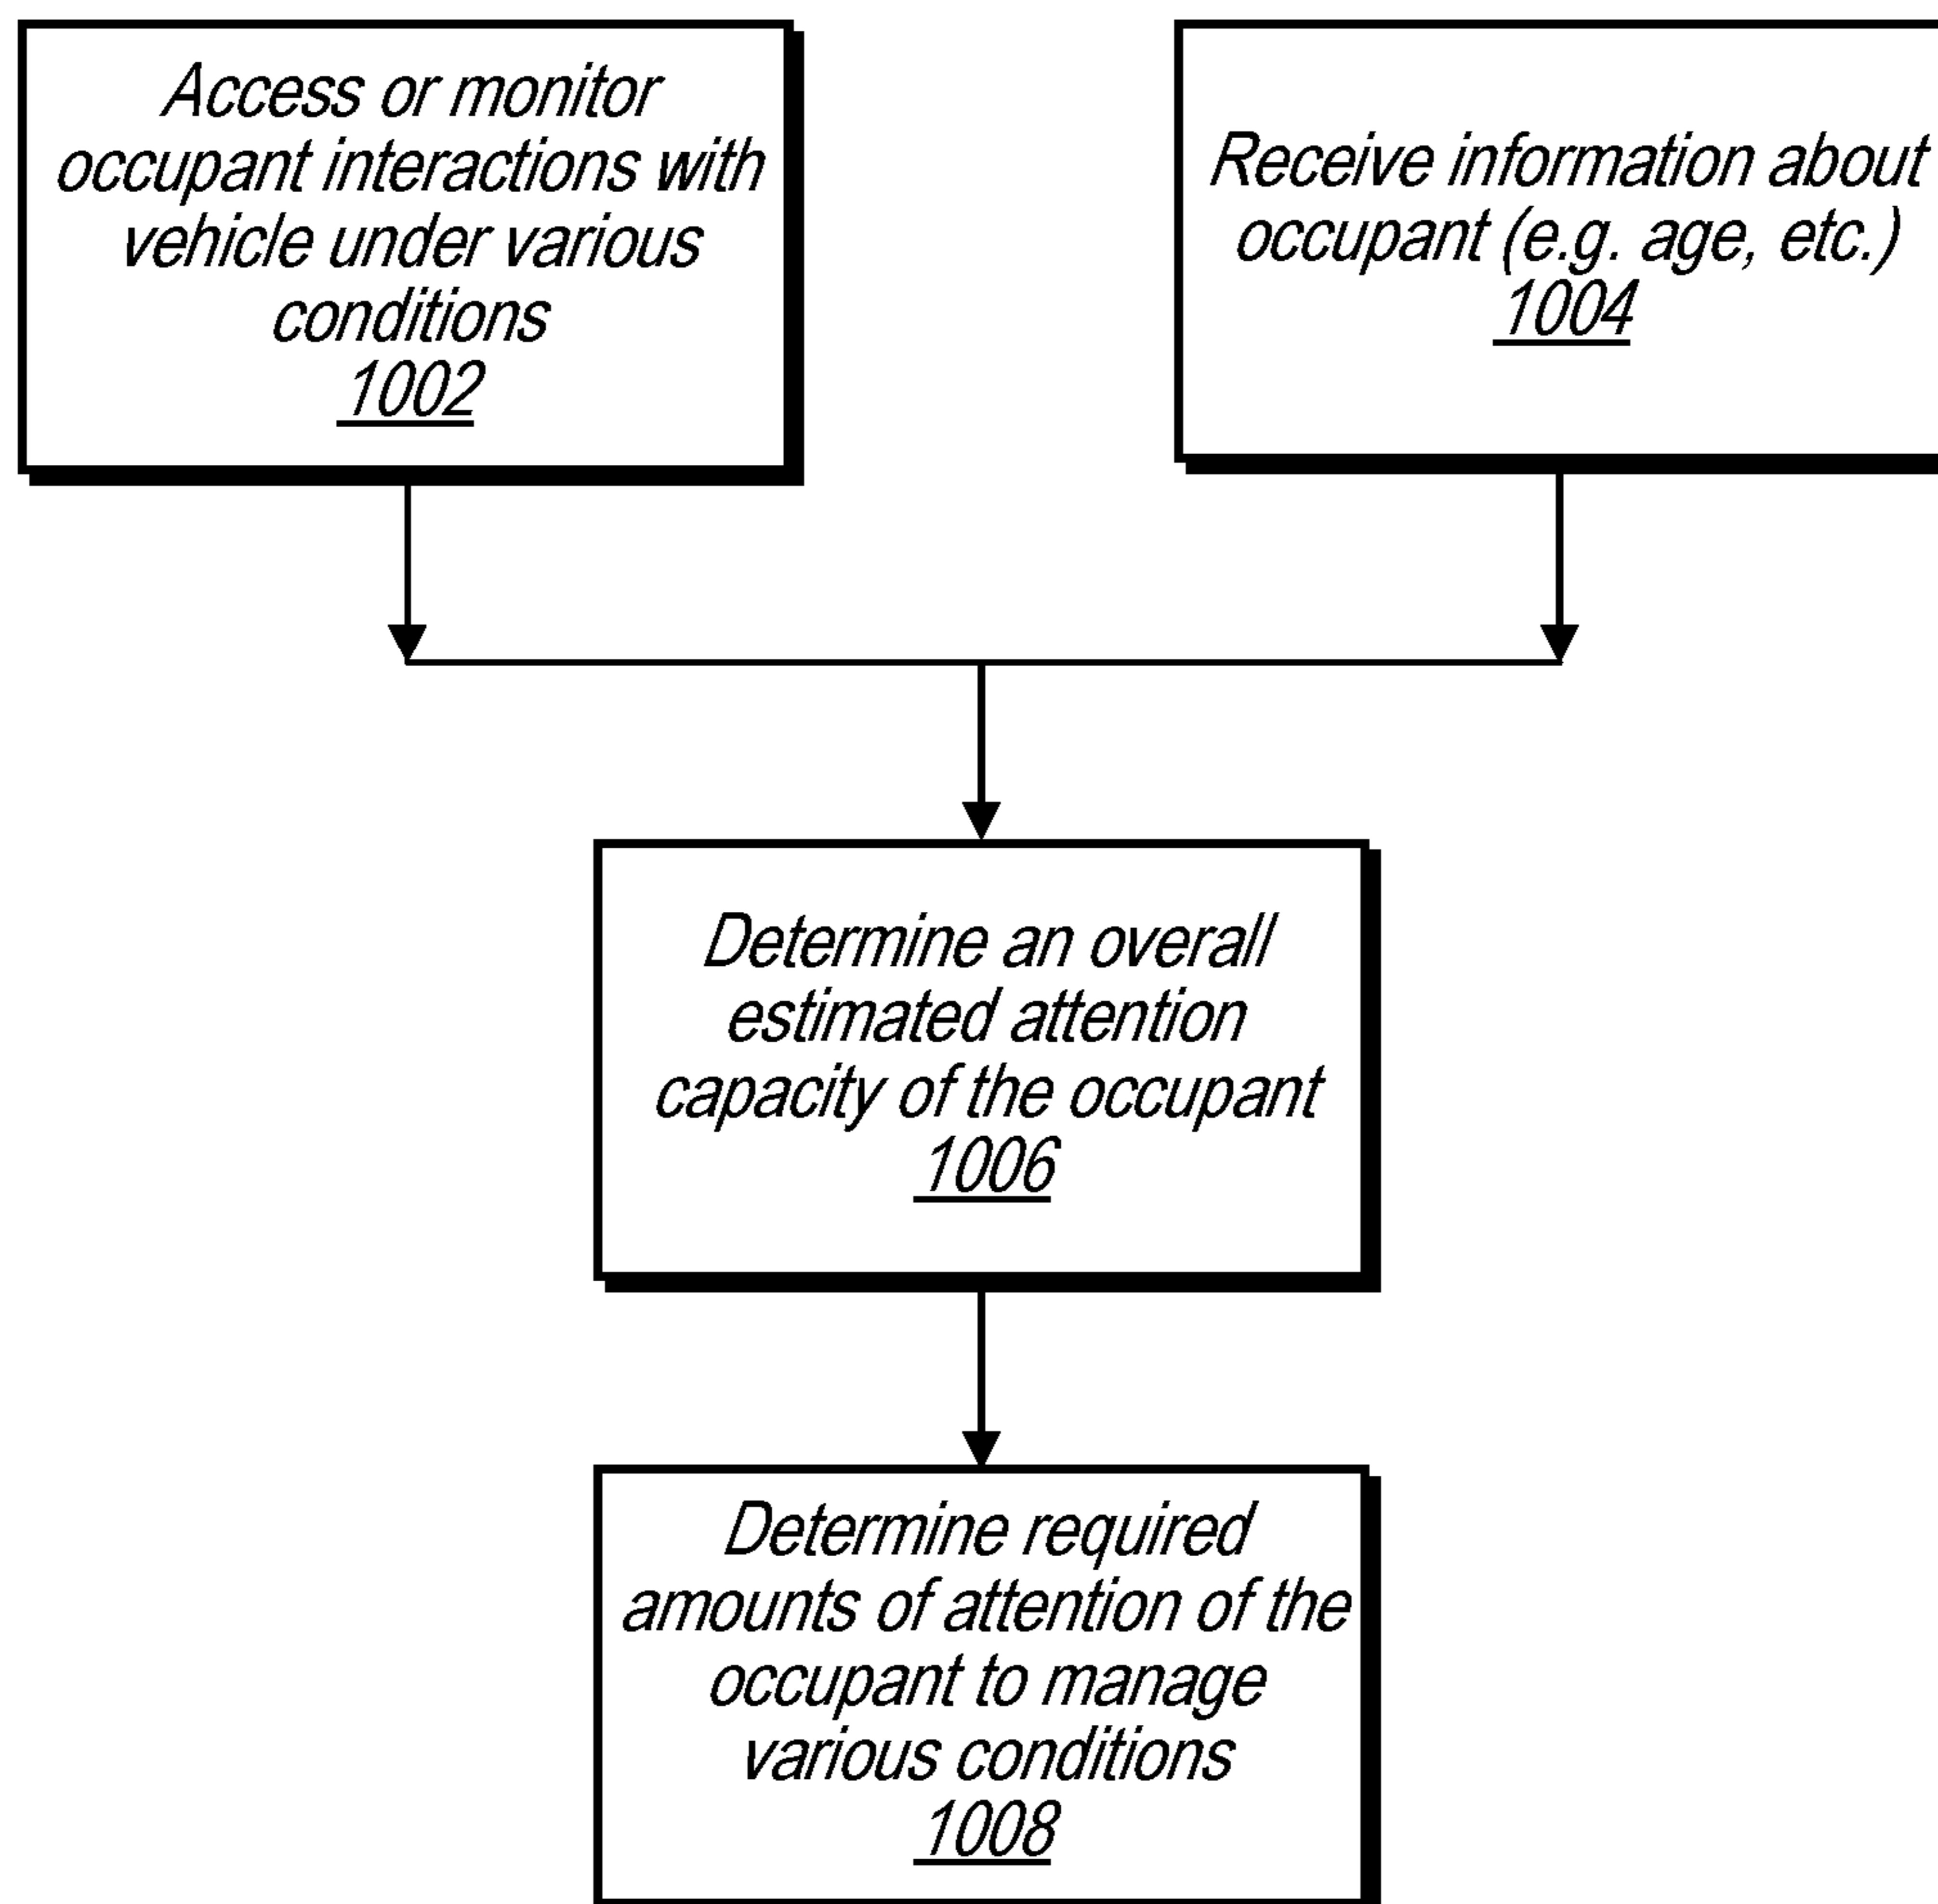 Access or monitor
occupant interactions with
vehicle under various
conditions
1002
Receive information about
occupant (e.g. age, etc.)
1004
Determine an overall
estimated attention
capacity of the occupant
1006
Determine required
amounts of attention of the
occupant to manage
various conditions
1008